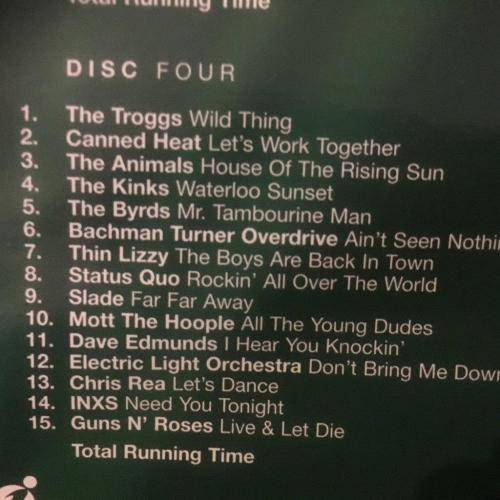 Total Running Time
DISC FOUR
1. The Troggs Wild Thing
2. Canned Heat Let's Work Together
3. The Animals House Of The Rising Sun
4. The Kinks Waterloo Sunset
5. The Byrds Mr. Tambourine Man
6. Bachman Turner Overdrive Ain't Seen Nothi
7. Thin Lizzy The Boys Are Back In Town
8. Status Quo Rockin' All Over The World
9. Slade Far Far Away
10. Mott The Hoople All The Young Dudes
11. Dave Edmunds I Hear You Knockin'
12. Electric Light Orchestra Don't Bring Me Down
13. Chris Rea Let's Dance
14. INXS Need You Tonight
15. Guns N' Roses Live & Let Die
Total Running Time